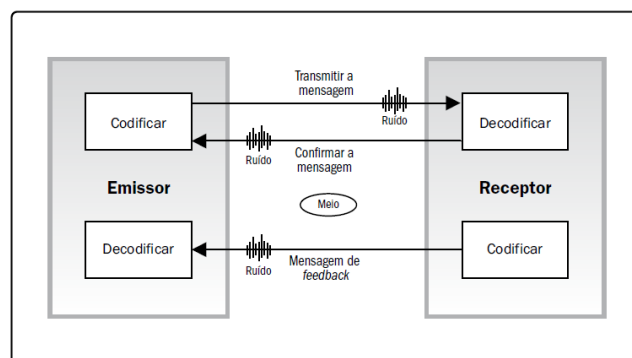 Transmitir a
mensagem
Codificar
Ruído
Decodificar
Ruído
Confirmar a
mensagem
Emissor
Receptor
Meio
Decodificar
Codificar
Ruído
Mensagem de
feedback